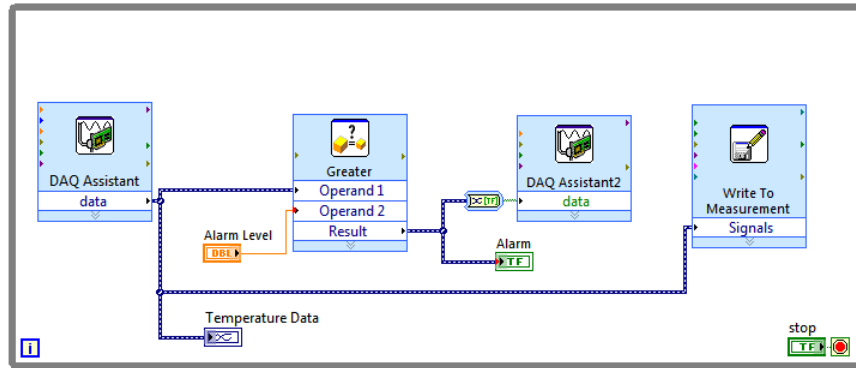 DAQ Assistant
data
Greater
Operand 1
Operand 2
Result
Alarm Level
DBL
DAQ Assistant2
data
[TF]
Alarm
TF
Write To
Measurement
Signals
Temperature Data
i
stop
TF